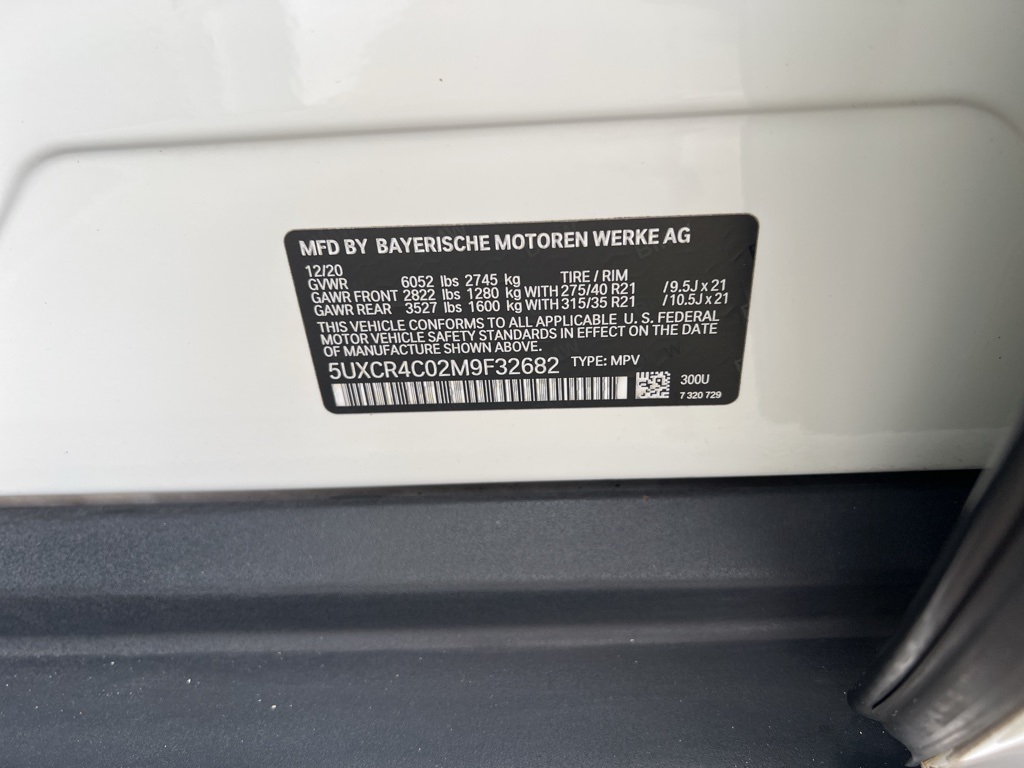 MFD BY BAYERISCHE MOTOREN WERKE AG
12/20
GVWR 6052 lbs 2745 kg TIRE / RIM
GAWR FRONT 2822 lbs 1280 kg WITH 275/40 R21 / 9.5J x 21
GAWR REAR 3527 lbs 1600 kg WITH 315/35 R21 / 10.5J x 21
THIS VEHICLE CONFORMS TO ALL APPLICABLE U. S. FEDERAL
MOTOR VEHICLE SAFETY STANDARDS IN EFFECT ON THE DATE
OF MANUFACTURE SHOWN ABOVE.
5UXCR4C02M9F32682 TYPE: MPV
300U
7 320 729